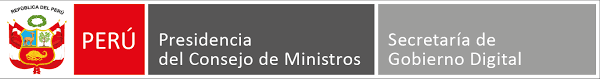 REPÚBLICA DEL PERÚ
PERÚ
Presidencia
del Consejo de Ministros
Secretaría de
Gobierno Digital